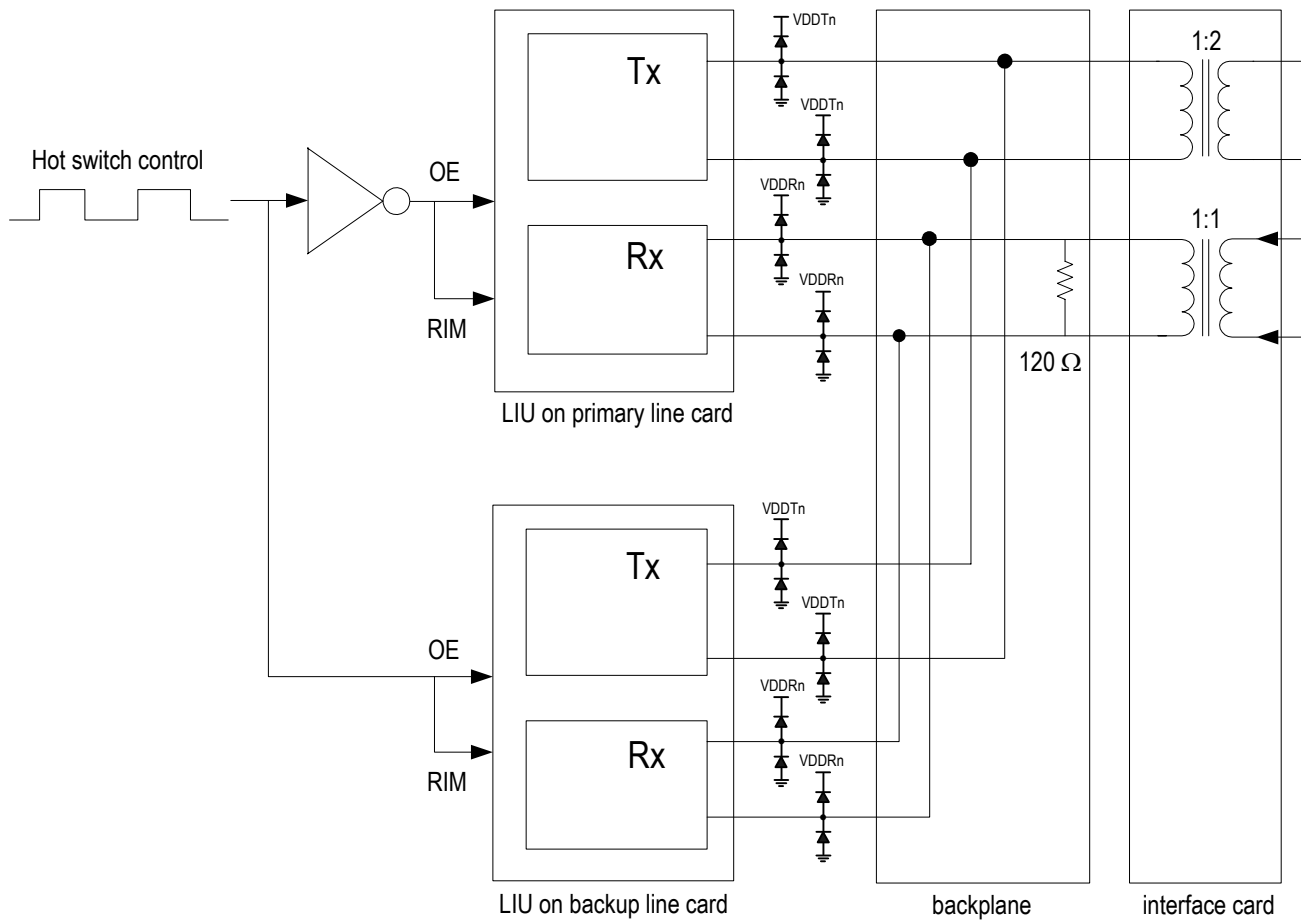 VDDTn
1:2
Tx
VDDTn
Hot switch control
OE
VDDRn
1:1
Rx
VDDRn
RIM
120 Ω
LIU on primary line card
VDDTn
Tx
VDDTn
OE
VDDRn
Rx
VDDRn
RIM
LIU on backup line card
backplane
interface card